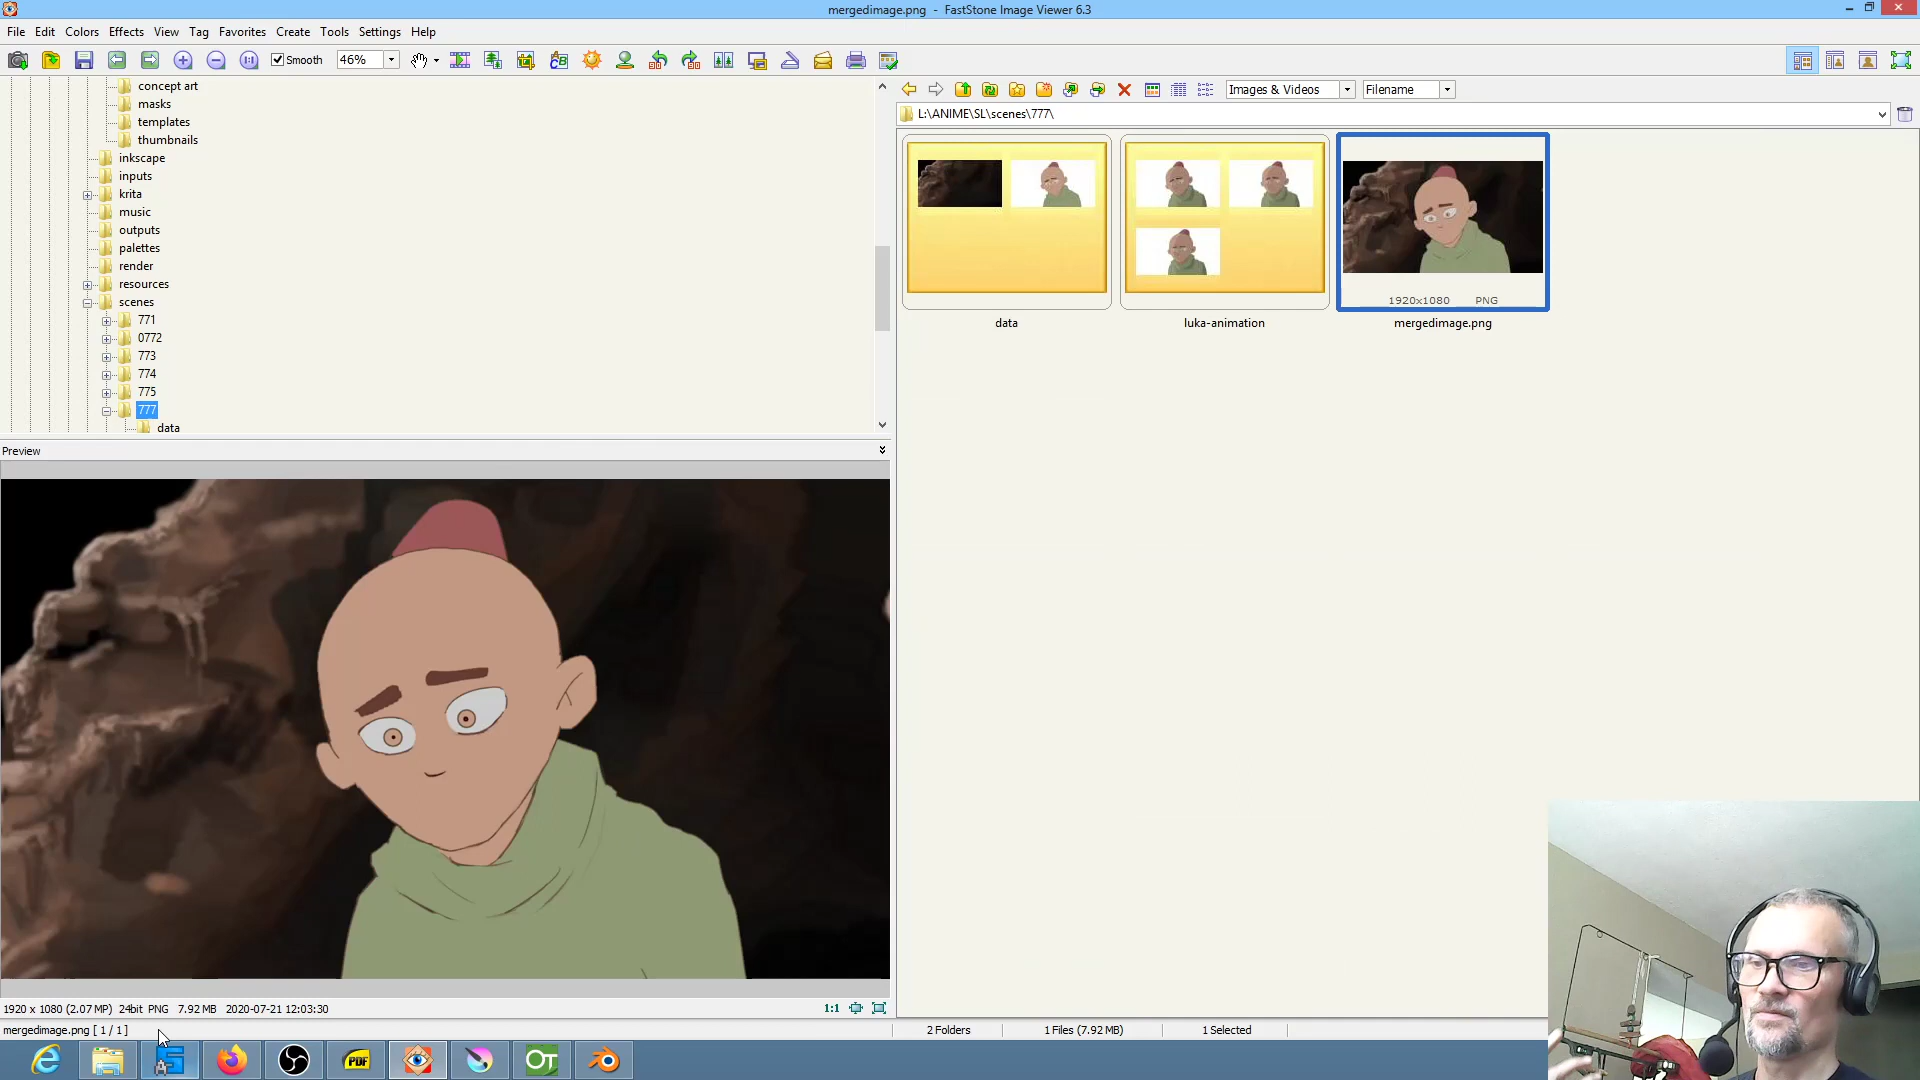 mergedimage.png - FastStone Image Viewer 6.3
File Edit Colors Effects View Tag Favorites Create Tools Settings Help
Smooth 46%
Images & Videos Filename
L:\ANIME\SL\scenes\777\
concept art
masks
templates
thumbnails
inkscape
inputs
krita
music
outputs
palettes
render
resources
scenes
771
0772
773
774
775
777
data
data
luka-animation
1920x1080 PNG
mergedimage.png
Preview
1920 x 1080 (2.07 MP) 24bit PNG 7.92 MB 2020-07-21 12:03:30
1:1
mergedimage.png [ 1 / 1 ]
2 Folders
1 Files (7.92 MB)
1 Selected
PDF
OT